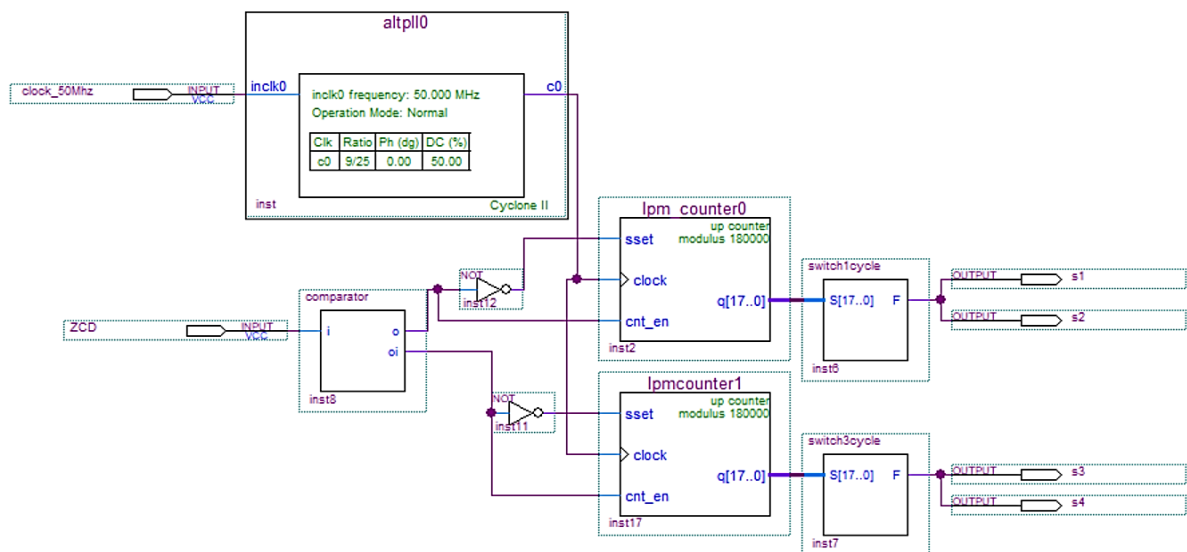 altpll0
clock_50Mhz
INPUT
VCC
inclk0
c0
inclk0 frequency: 50.000 MHz
Operation Mode: Normal
Clk Ratio Ph (dg) DC (%)
c0 9/25 0.00 50.00
inst
Cyclone II
lpm_counter0
up counter
modulus 180000
sset
clock
q[17..0]
cnt_en
inst2
NOT
inst12
switch1cycle
S[17..0] F
inst6
OUTPUT s1
OUTPUT s2
comparator
ZCD
INPUT
VCC
i o
oi
inst8
NOT
inst11
lpmcounter1
up counter
modulus 180000
sset
clock
q[17..0]
cnt_en
inst17
switch3cycle
S[17..0] F
inst7
OUTPUT s3
OUTPUT s4